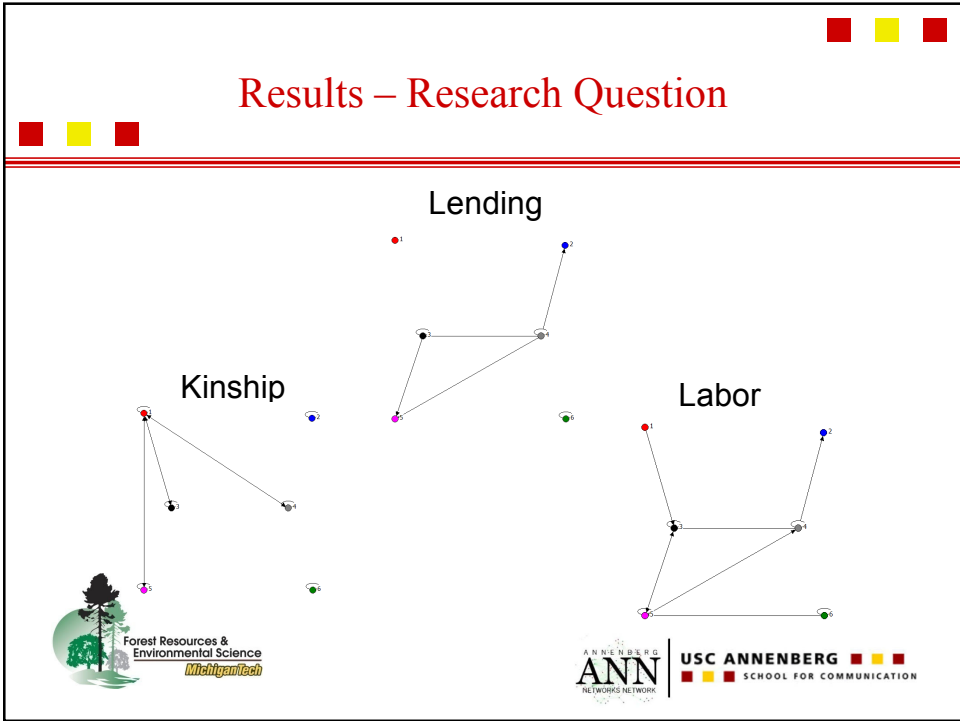 Results – Research Question
Lending
1
2
3
4
5
6
Kinship
1
2
3
4
5
6
Labor
1
2
3
4
5
6
Forest Resources &
Environmental Science
MichiganTech
ANNENBERG
ANN
NETWORKS NETWORK
USC ANNENBERG
SCHOOL FOR COMMUNICATION